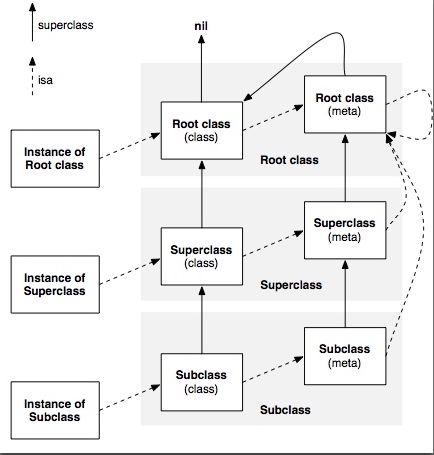 superclass
nil
isa
Root class
(meta)
Root class
(class)
Instance of
Root class
Root class
Superclass
(meta)
Superclass
(class)
Instance of
Superclass
Superclass
Subclass
(meta)
Subclass
(class)
Instance of
Subclass
Subclass